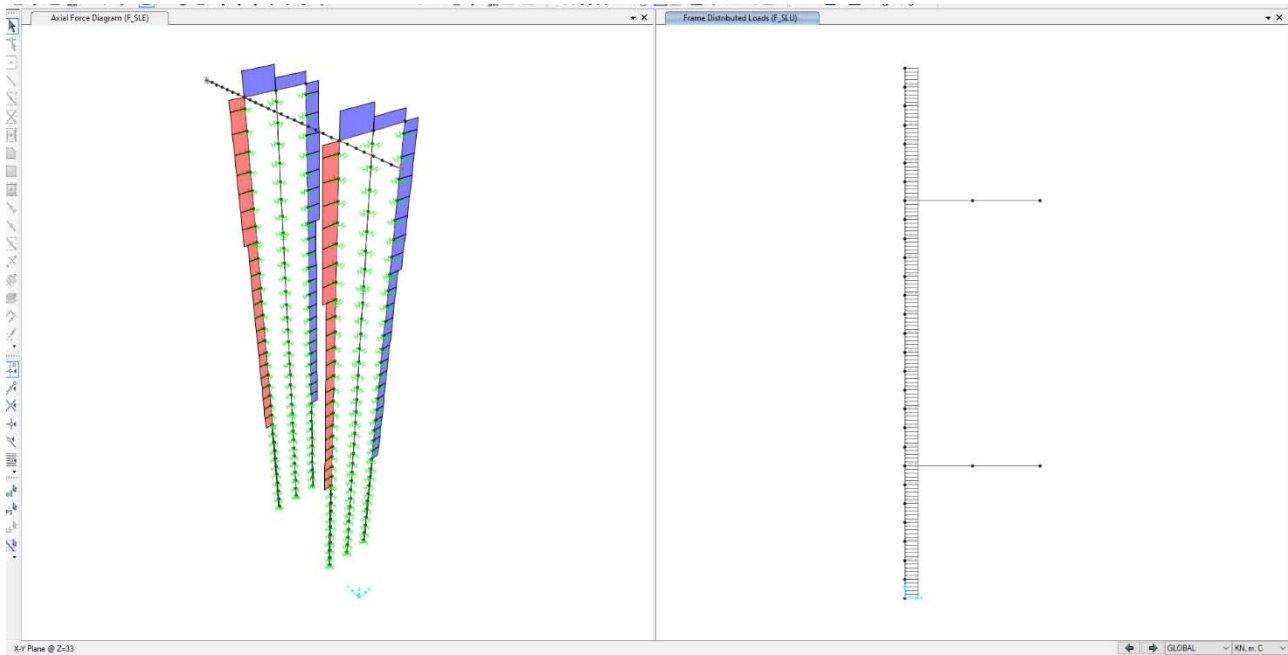 Axial Force Diagram (F_SLE)
Frame Distributed Loads (F_SLU)
X-Y Plane @ Z=33
GLOBAL
KN, m, C